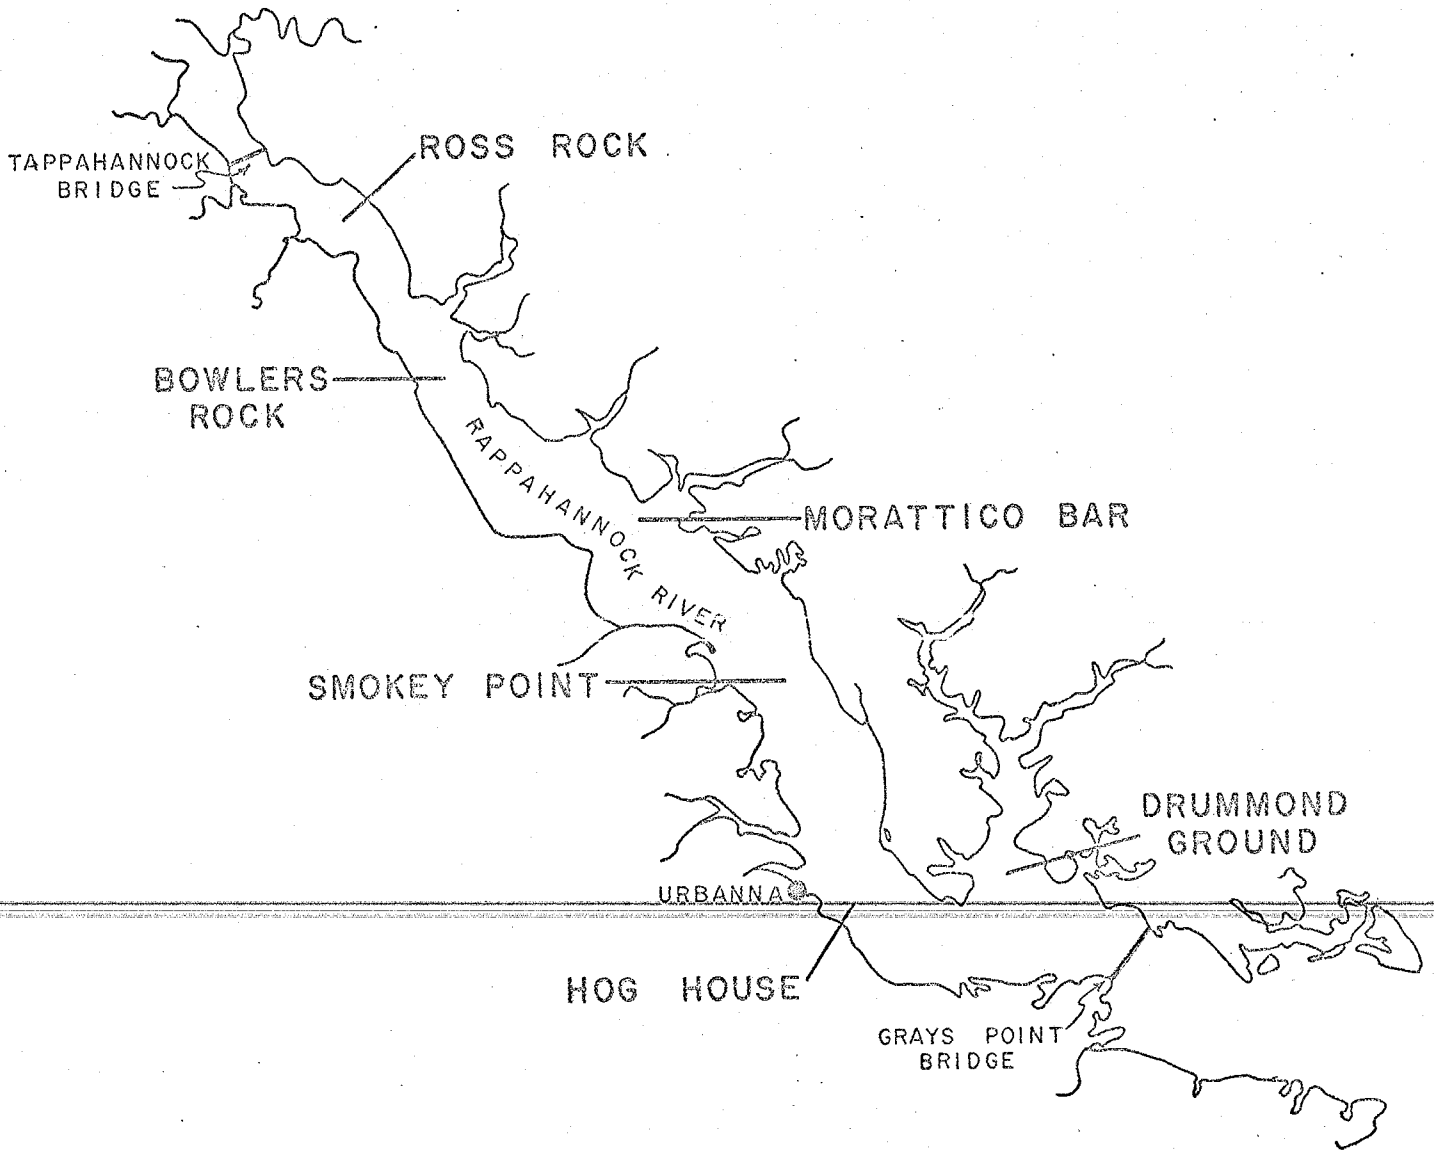 ROSS ROCK
TAPPAHANNOCK
BRIDGE
BOWLERS
ROCK
RAPPAHANNOCK RIVER
MORATTICO BAR
SMOKEY POINT
DRUMMOND
GROUND
URBANNA
HOG HOUSE
GRAYS POINT
BRIDGE